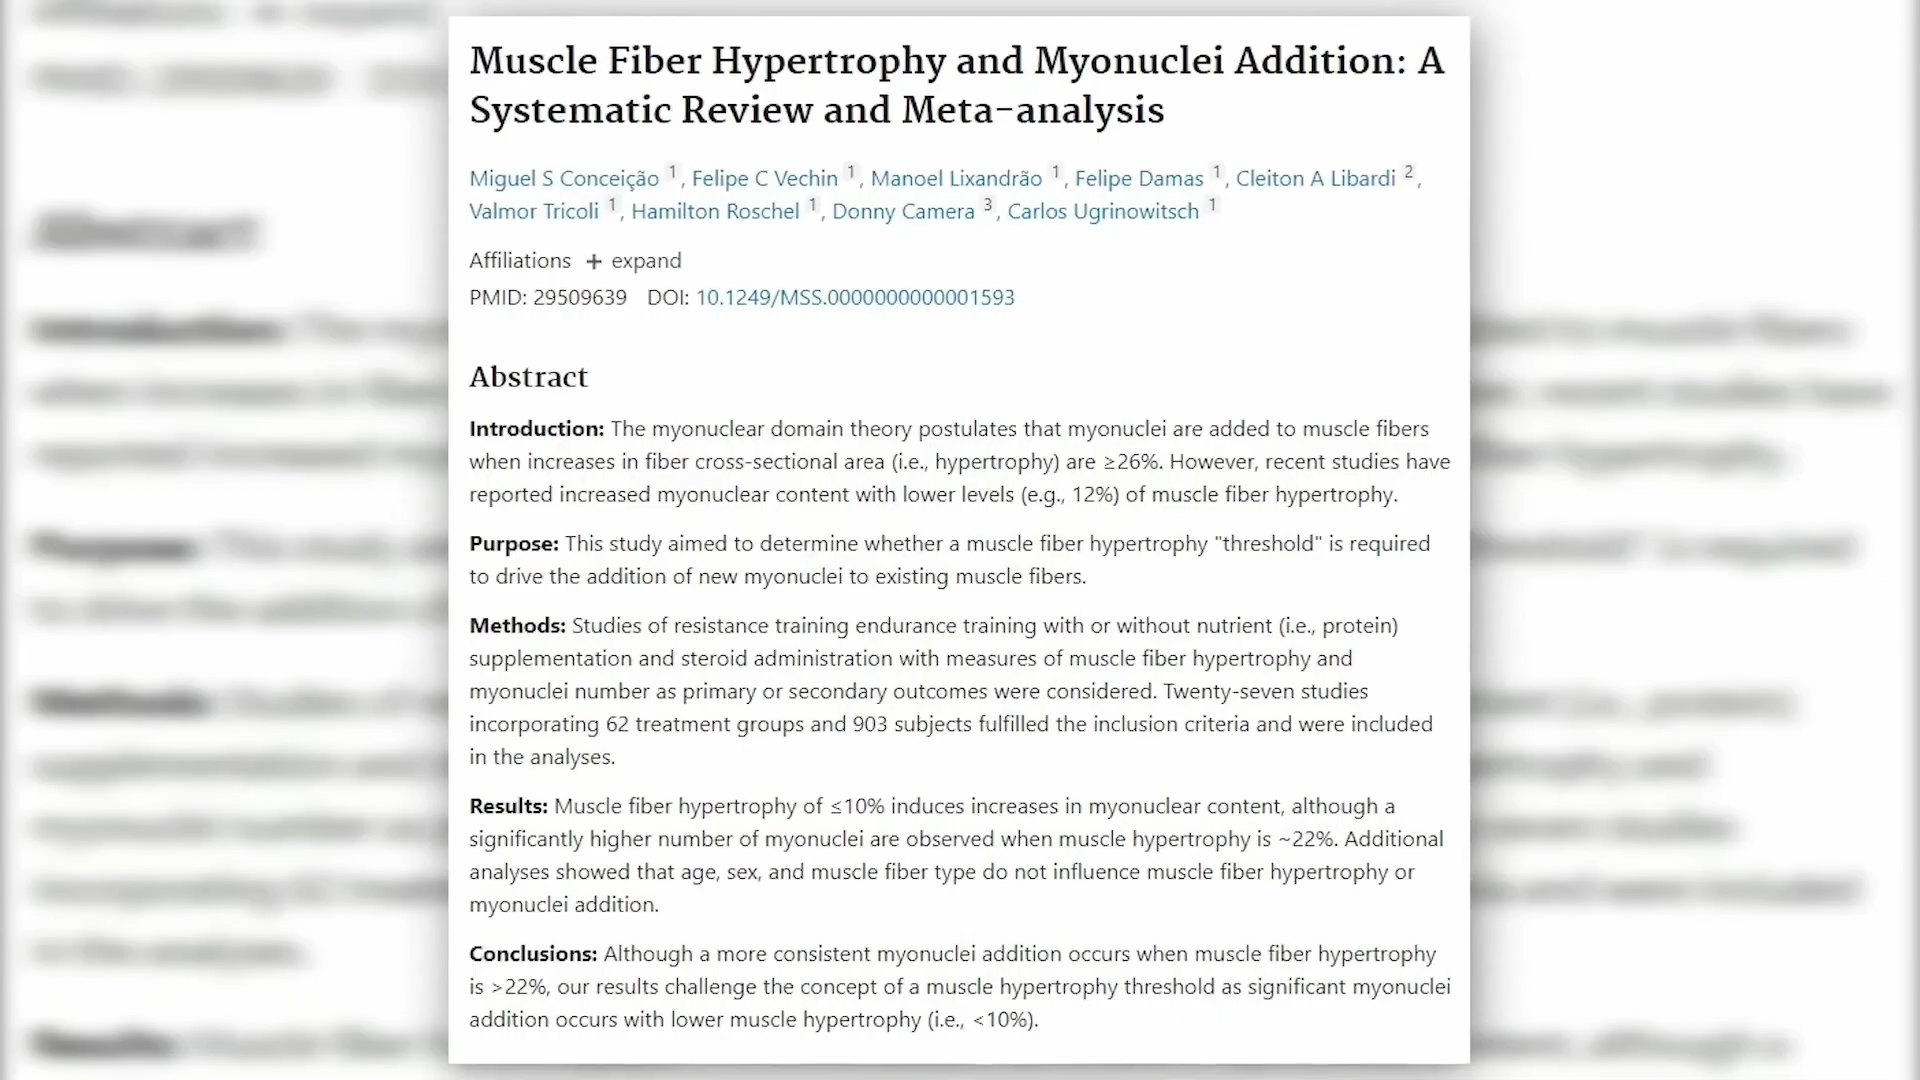 Muscle Fiber Hypertrophy and Myonuclei Addition: A
Systematic Review and Meta-analysis
Miguel S Conceição 1, Felipe C Vechin 1, Manoel Lixandrão 1, Felipe Damas 1, Cleiton A Libardi 2,
Valmor Tricoli 1, Hamilton Roschel 1, Donny Camera 3, Carlos Ugrinowitsch 1
Affiliations + expand
PMID: 29509639 DOI: 10.1249/MSS.0000000000001593
Abstract
Introduction: The myonuclear domain theory postulates that myonuclei are added to muscle fibers
when increases in fiber cross-sectional area (i.e., hypertrophy) are ≥26%. However, recent studies have
reported increased myonuclear content with lower levels (e.g., 12%) of muscle fiber hypertrophy.
Purpose: This study aimed to determine whether a muscle fiber hypertrophy "threshold" is required
to drive the addition of new myonuclei to existing muscle fibers.
Methods: Studies of resistance training endurance training with or without nutrient (i.e., protein)
supplementation and steroid administration with measures of muscle fiber hypertrophy and
myonuclei number as primary or secondary outcomes were considered. Twenty-seven studies
incorporating 62 treatment groups and 903 subjects fulfilled the inclusion criteria and were included
in the analyses.
Results: Muscle fiber hypertrophy of ≤10% induces increases in myonuclear content, although a
significantly higher number of myonuclei are observed when muscle hypertrophy is ~22%. Additional
analyses showed that age, sex, and muscle fiber type do not influence muscle fiber hypertrophy or
myonuclei addition.
Conclusions: Although a more consistent myonuclei addition occurs when muscle fiber hypertrophy
is >22%, our results challenge the concept of a muscle hypertrophy threshold as significant myonuclei
addition occurs with lower muscle hypertrophy (i.e., <10%).